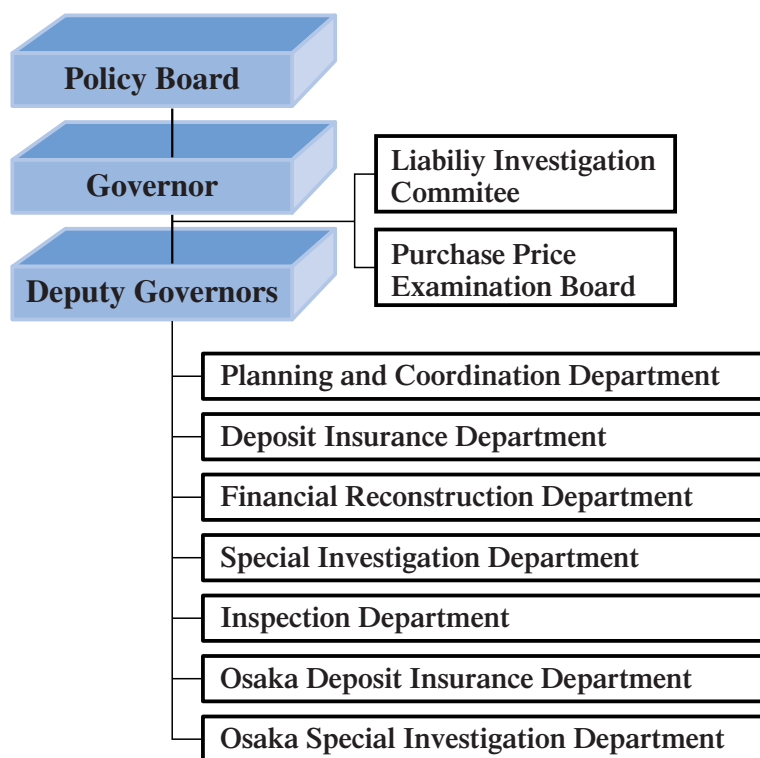 Policy Board
Governor
Liabiliy Investigation
Commitee
Purchase Price
Examination Board
Deputy Governors
Planning and Coordination Department
Deposit Insurance Department
Financial Reconstruction Department
Special Investigation Department
Inspection Department
Osaka Deposit Insurance Department
Osaka Special Investigation Department